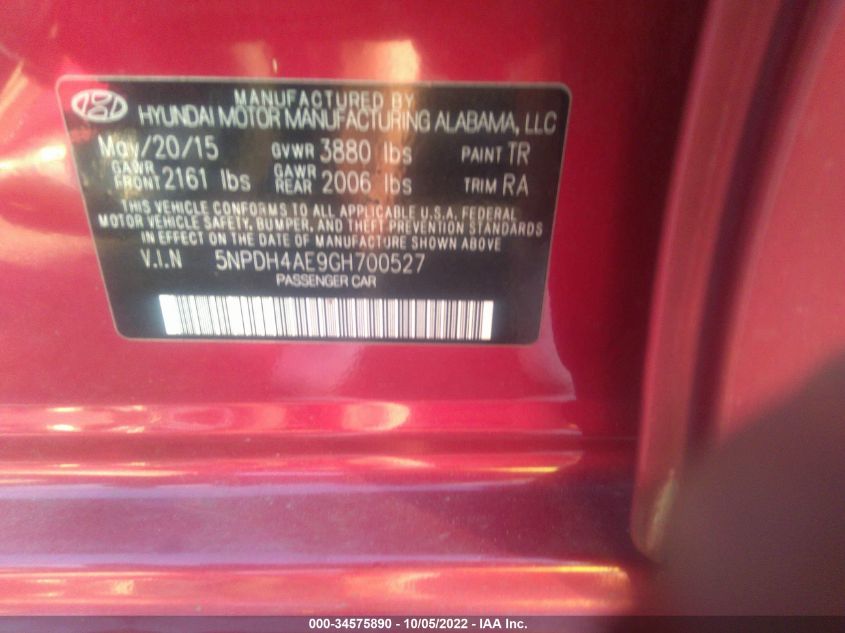 MANUFACTURED BY
HYUNDAI MOTOR MANUFACTURING ALABAMA, LLC
May/20/15 GVWR 3880 lbs PAINT TR
GAWR FRONT 2161 lbs GAWR REAR 2006 lbs TRIM RA
THIS VEHICLE CONFORMS TO ALL APPLICABLE U.S.A. FEDERAL
MOTOR VEHICLE SAFETY, BUMPER, AND THEFT PREVENTION STANDARDS
IN EFFECT ON THE DATE OF MANUFACTURE SHOWN ABOVE
V.I.N 5NPDH4AE9GH700527
PASSENGER CAR
000-34575890 - 10/05/2022 - IAA Inc.